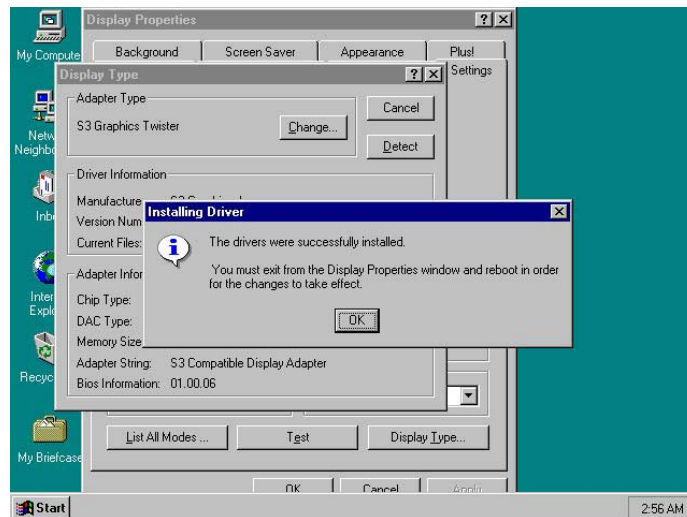 Display Properties
My Compute
Background
Screen Saver
Appearance
Plus!
Settings
Display Type
Adapter Type
S3 Graphics Twister
Change...
Cancel
Detect
Netw
Neighbo
Driver Information
Manufacture
Version Num
Current Files:
Inbo
Installing Driver
The drivers were successfully installed.
You must exit from the Display Properties window and reboot in order
for the changes to take effect.
OK
Adapter Infor
Chip Type:
DAC Type:
Memory Size
Adapter String: S3 Compatible Display Adapter
Bios Information: 01.00.06
Inter
Explo
Recyc
List All Modes ...
Test
Display Type...
My Briefcase
OK
Cancel
Apply
Start
2:56 AM